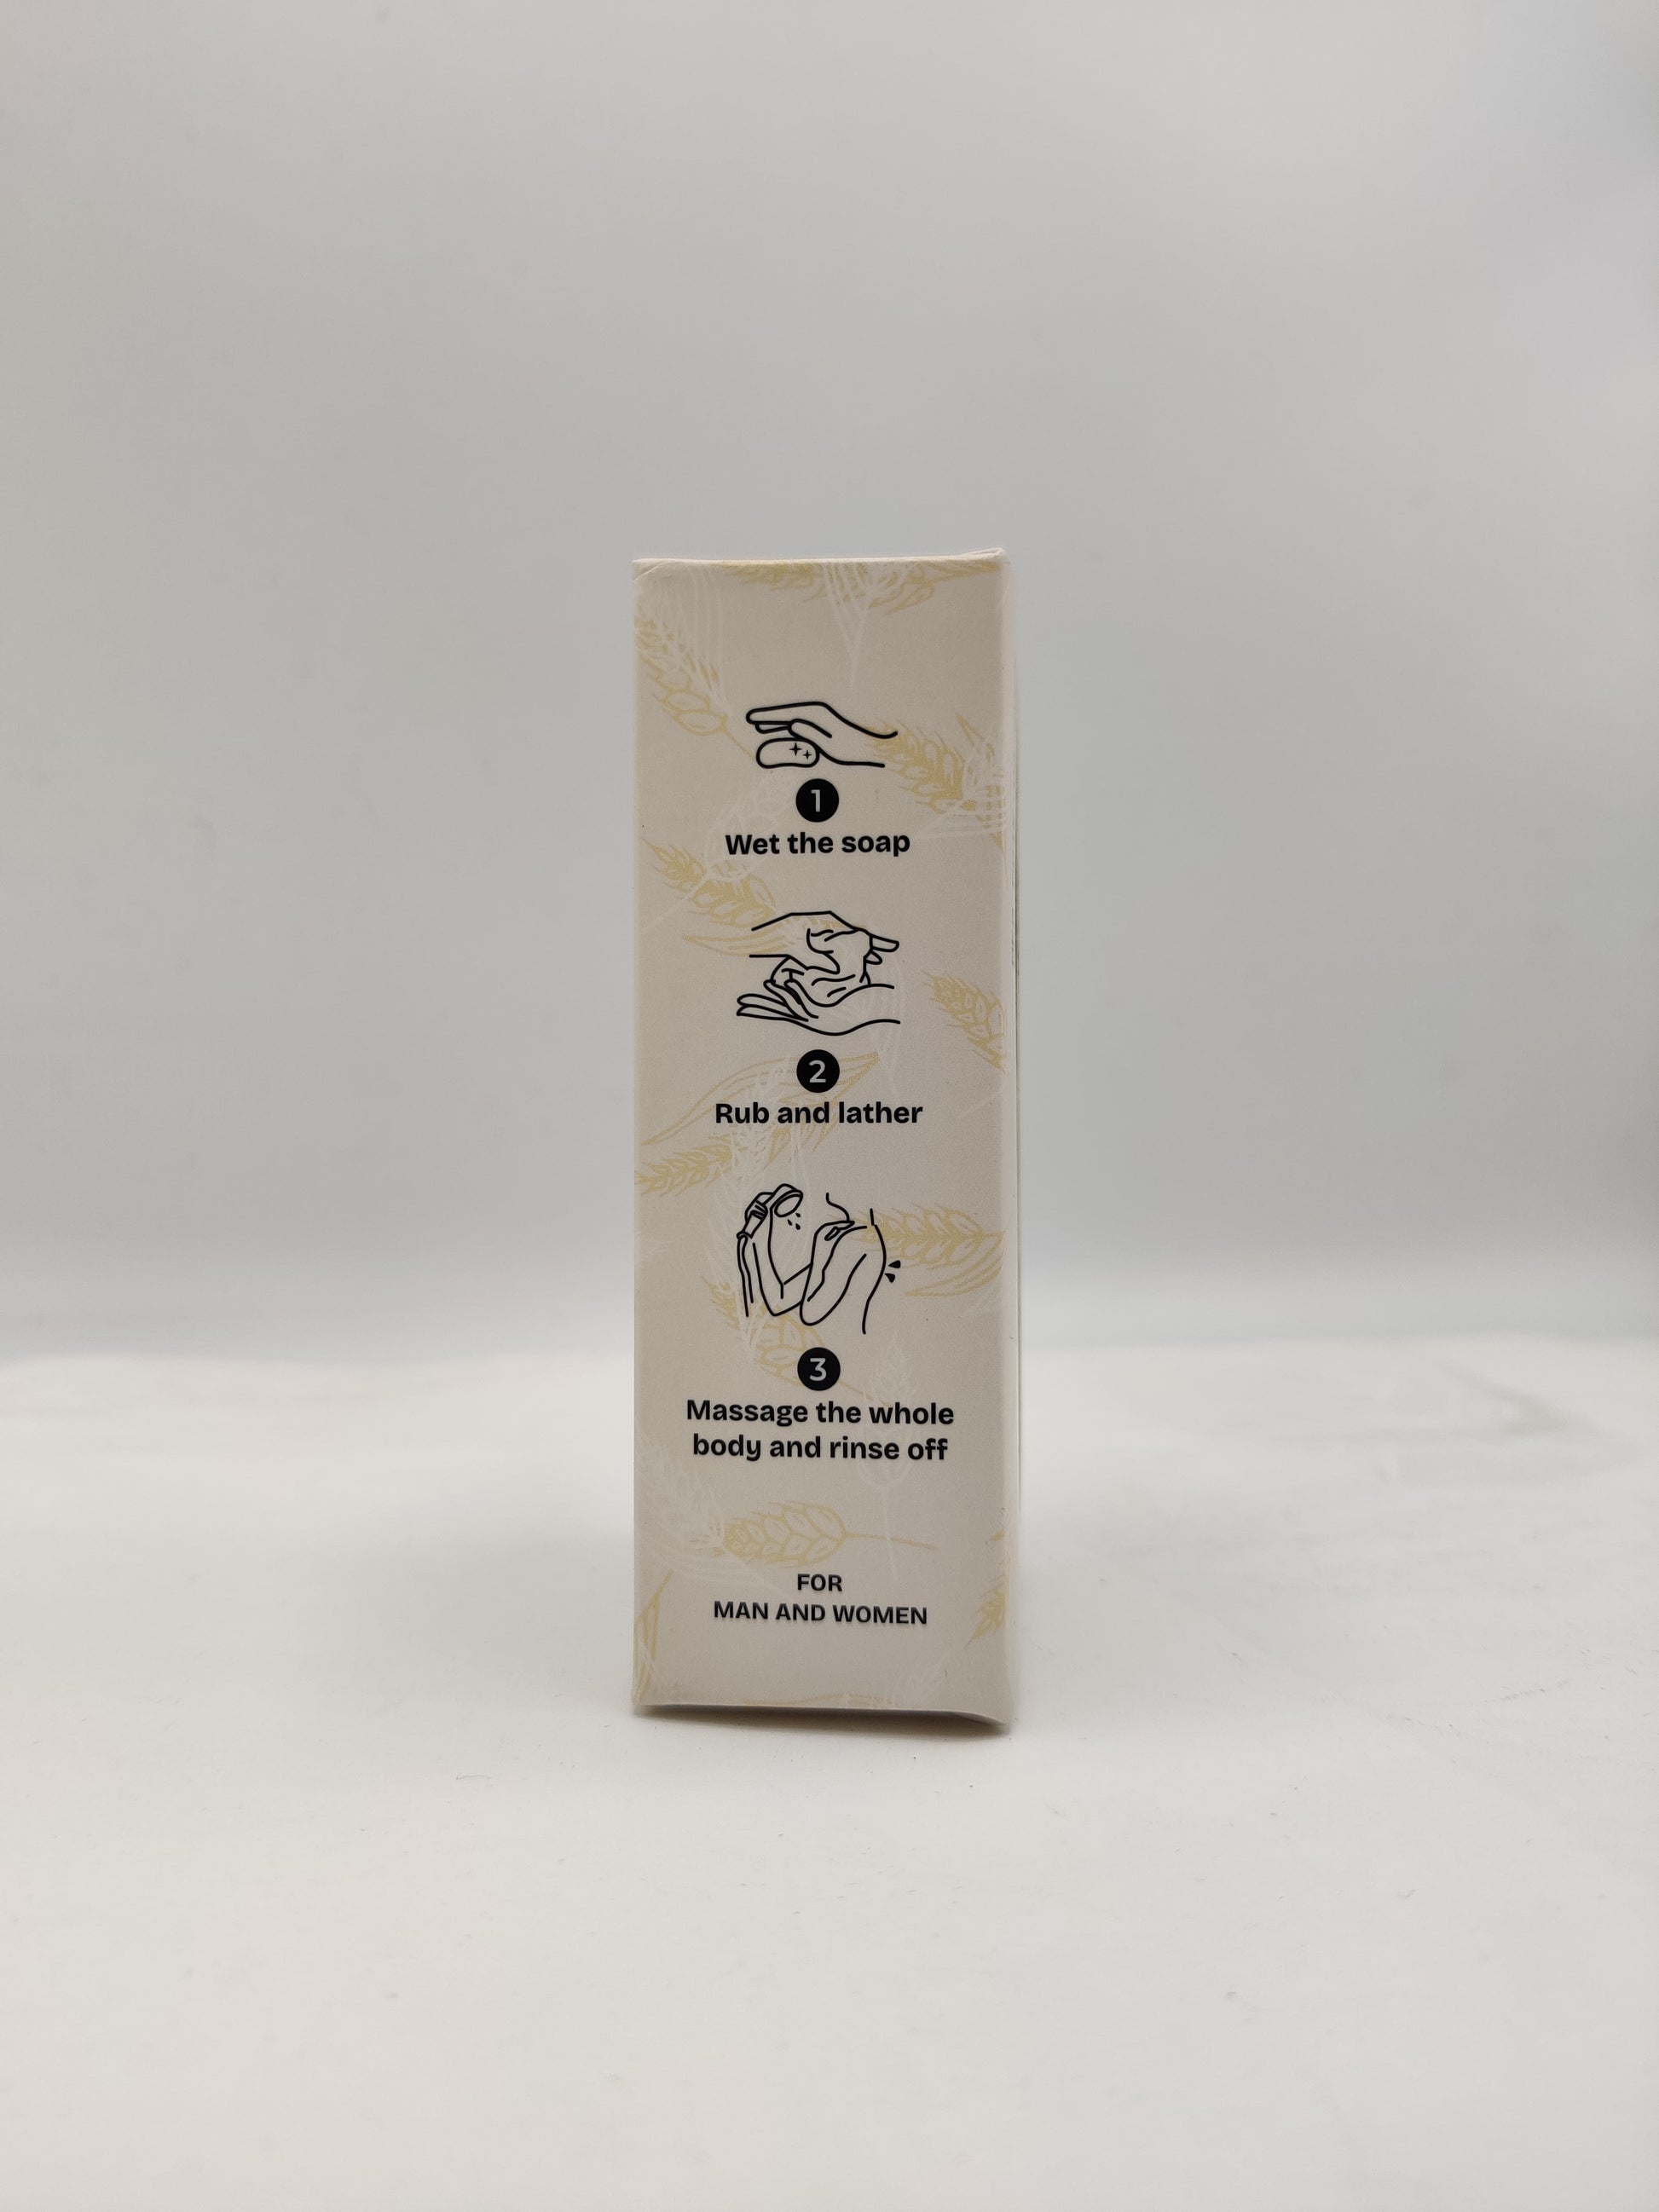 1
Wet the soap
2
Rub and lather
3
Massage the whole
body and rinse off
FOR
MAN AND WOMEN